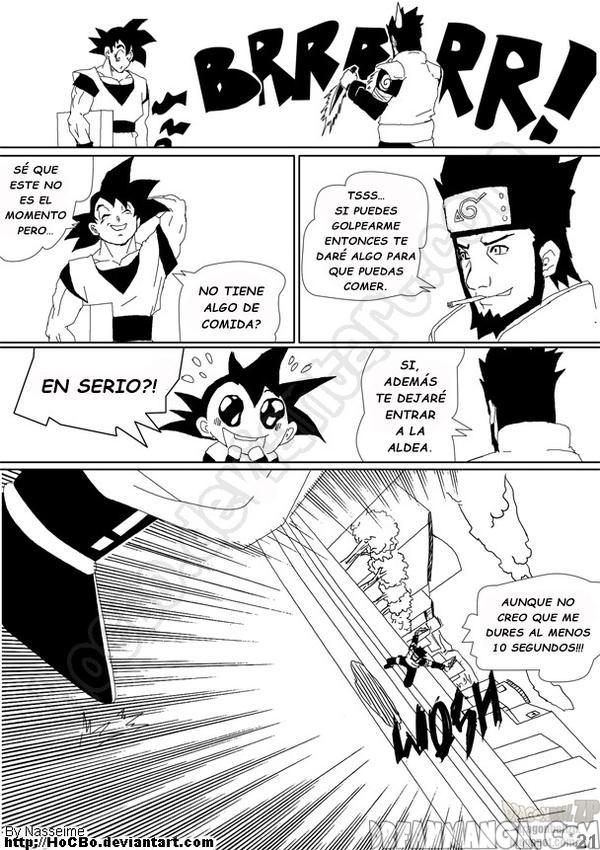 BRRRRRR!
SÉ QUE
ESTE NO
ES EL
MOMENTO
PERO...
NO TIENE
ALGO DE
COMIDA?
TSSS...
SI PUEDES
GOLPEARME
ENTONCES TE
DARÉ ALGO PARA
QUE PUEDAS
COMER.
EN SERIO?!
SI,
ADEMÁS
TE DEJARÉ
ENTRAR
A LA
ALDEA.
AUNQUE NO
CREO QUE ME
DURES AL MENOS
10 SEGUNDOS!!!
WOSH
By Nasseime
http://HoCBo.deviantart.com
21